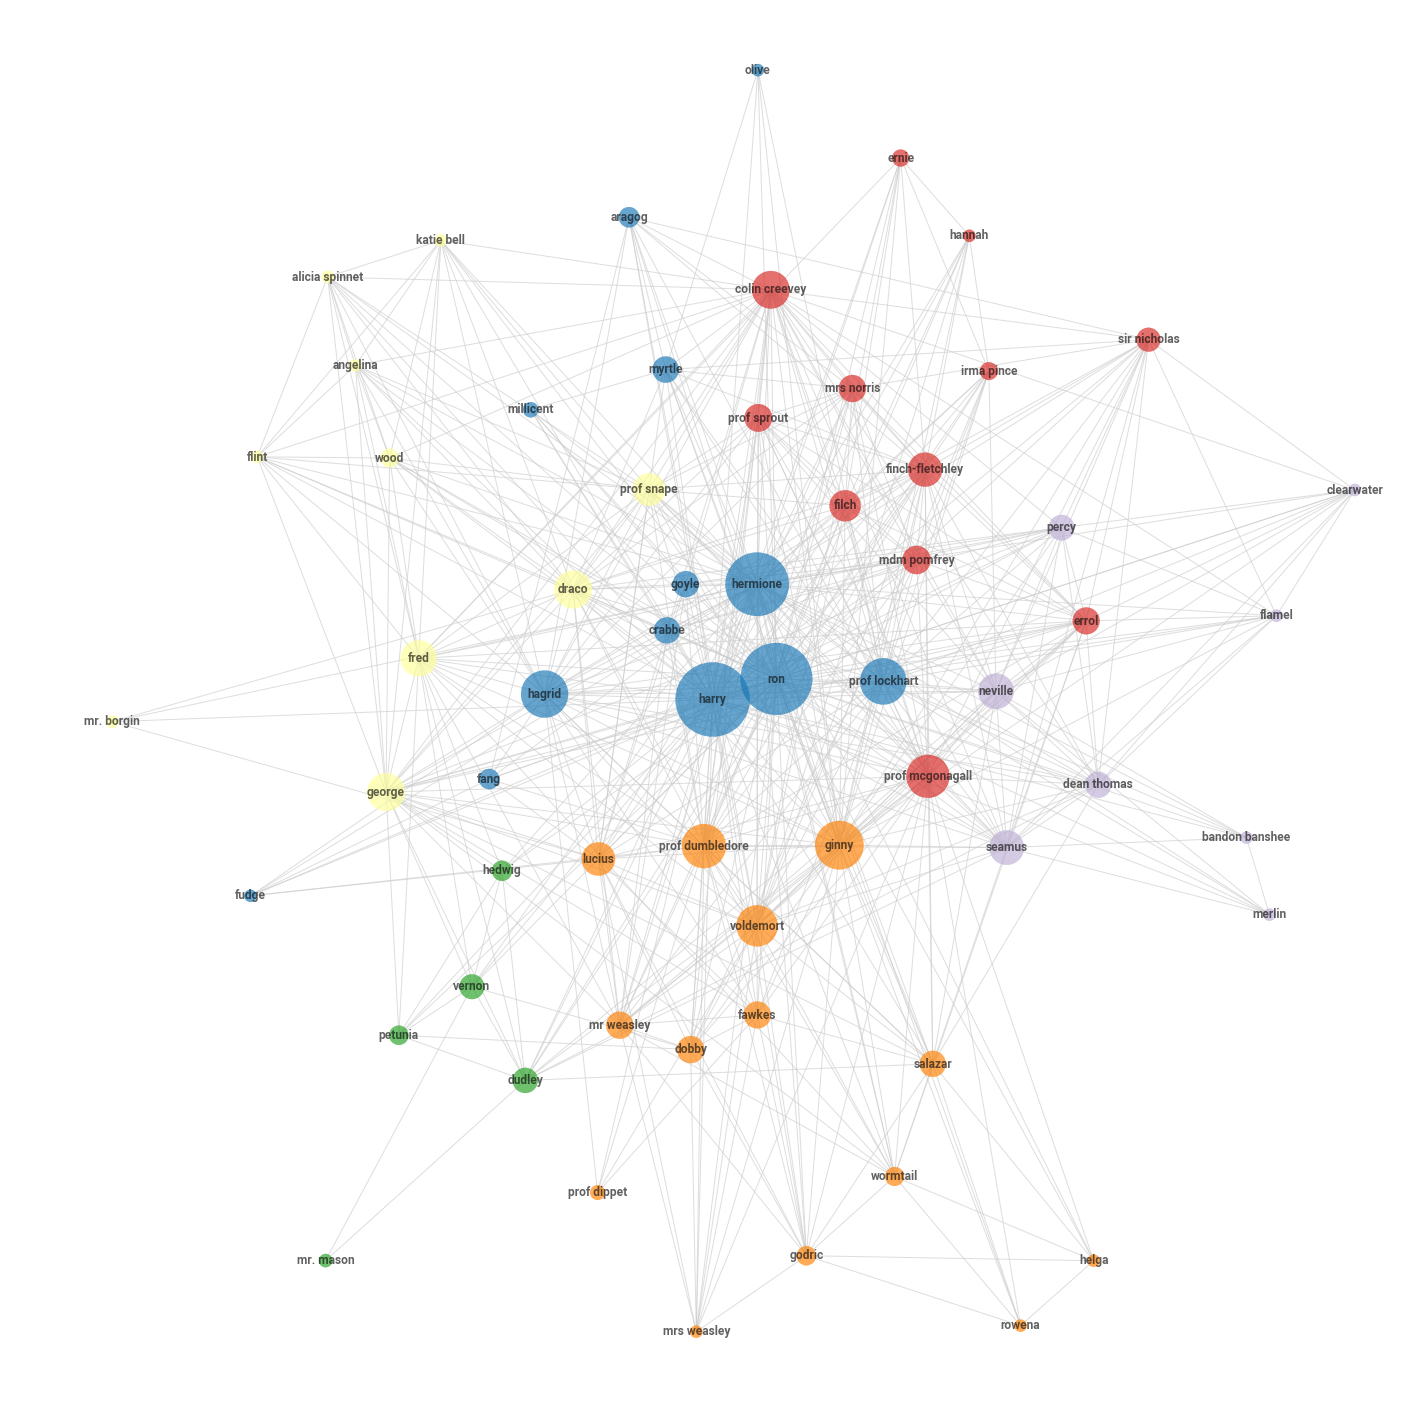 olive
ernie
aragog
hannah
katie bell
alicia spinnet
colin creevey
sir nicholas
angelina
myrtle
irma pince
mrs norris
millicent
prof sprout
flint
wood
finch-fletchley
prof snape
clearwater
filch
percy
mdm pomfrey
hermione
goyle
draco
flamel
errol
crabbe
fred
ron
prof lockhart
neville
hagrid
harry
mr. borgin
prof mcgonagall
fang
dean thomas
george
bandon banshee
prof dumbledore
ginny
seamus
lucius
hedwig
fudge
merlin
voldemort
vernon
fawkes
mr weasley
petunia
dobby
salazar
dudley
wormtail
prof dippet
godric
mr. mason
helga
rowena
mrs weasley